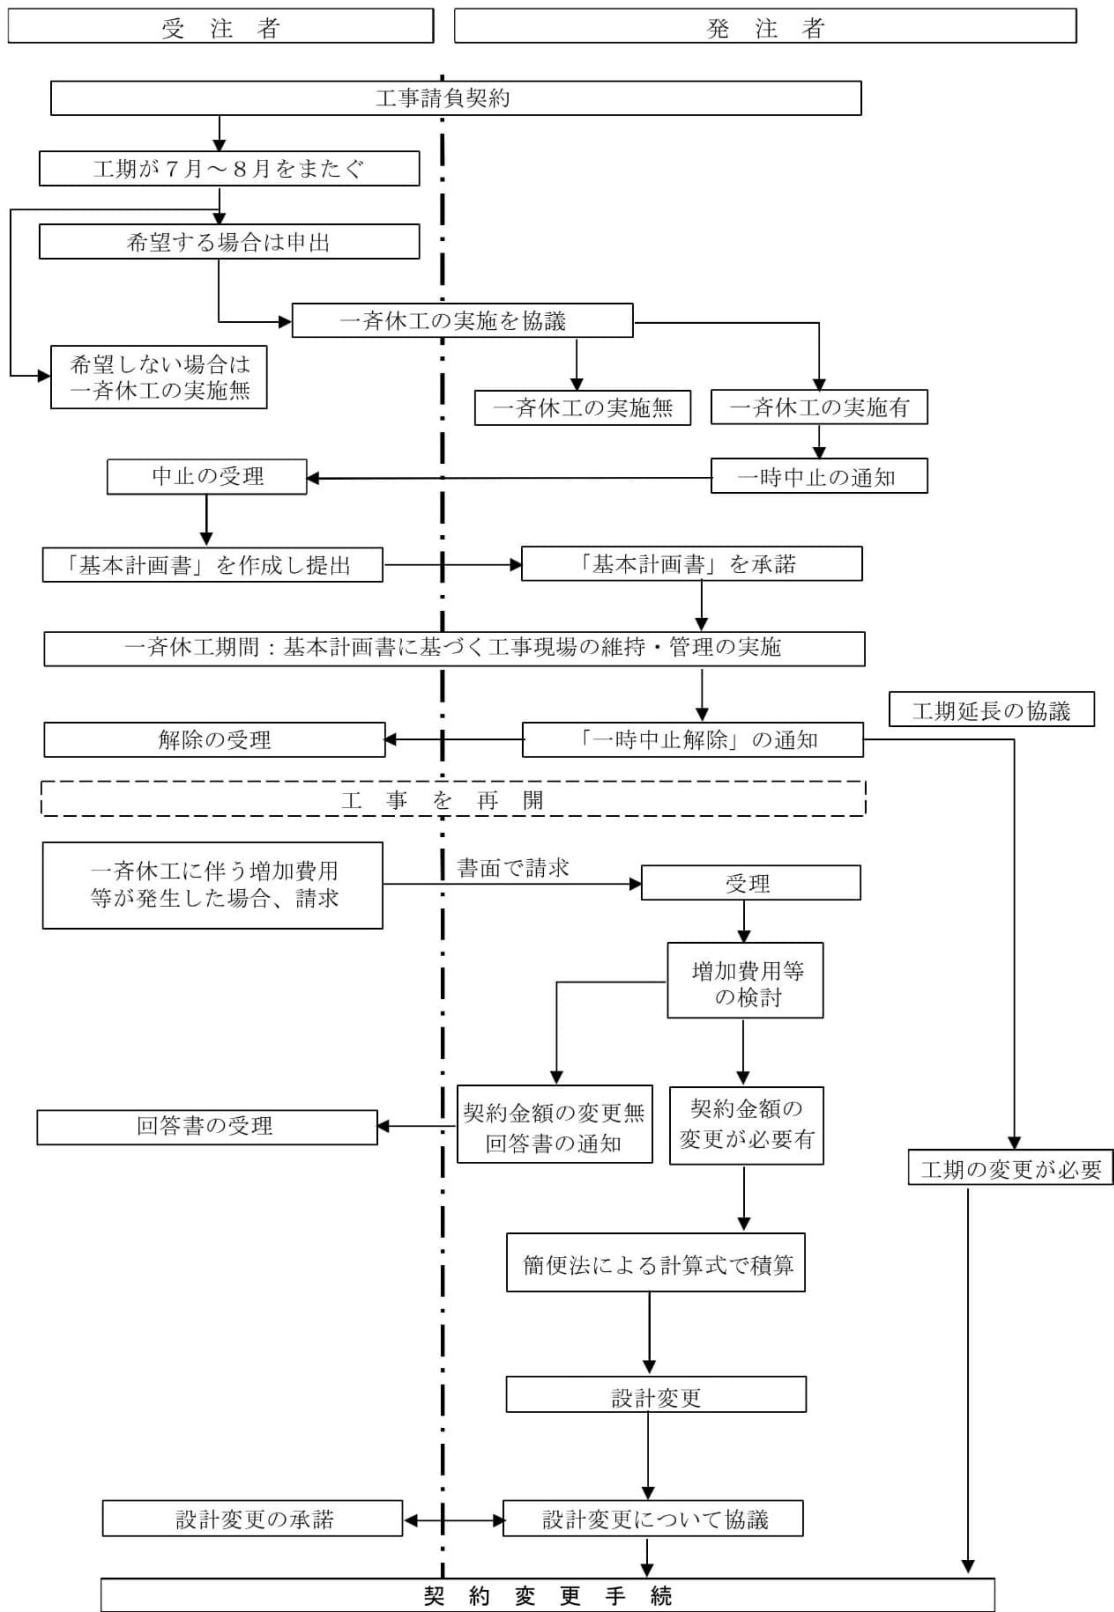 受　注　者
発　注　者
工事請負契約
工期が７月～８月をまたぐ
希望する場合は申出
一斉休工の実施を協議
希望しない場合は
一斉休工の実施無
一斉休工の実施無
一斉休工の実施有
中止の受理
一時中止の通知
「基本計画書」を作成し提出
「基本計画書」を承諾
一斉休工期間：基本計画書に基づく工事現場の維持・管理の実施
工期延長の協議
解除の受理
「一時中止解除」の通知
工　事　を　再　開
一斉休工に伴う増加費用
等が発生した場合、請求
書面で請求
受理
増加費用等
の検討
回答書の受理
契約金額の変更無
回答書の通知
契約金額の
変更が必要有
工期の変更が必要
簡便法による計算式で積算
設計変更
設計変更の承諾
設計変更について協議
契　約　変　更　手　続